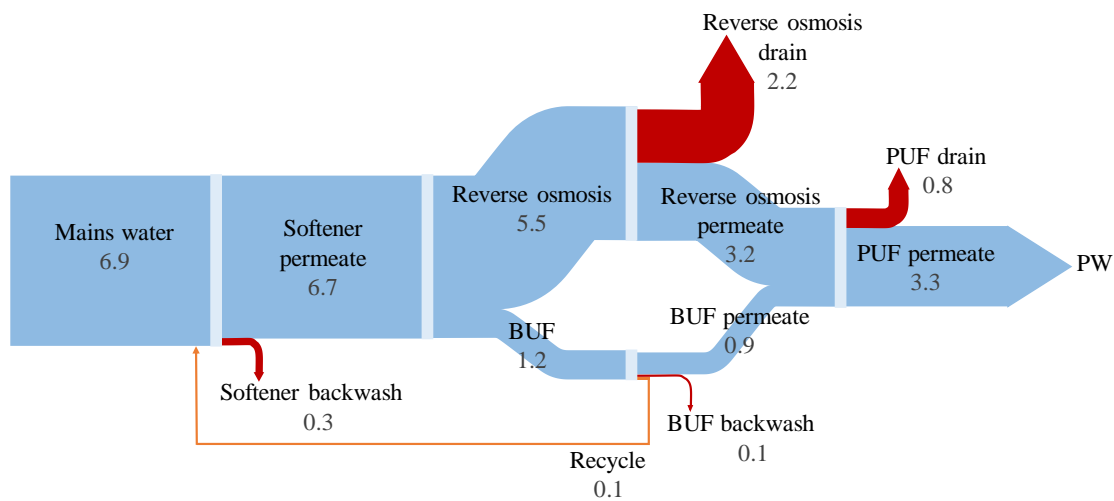 Reverse osmosis
drain
2.2
PUF drain
0.8
Mains water
6.9
Softener
permeate
6.7
Reverse osmosis
5.5
Reverse osmosis
permeate
3.2
PUF permeate
3.3
PW
BUF
1.2
BUF permeate
0.9
Softener backwash
0.3
BUF backwash
0.1
Recycle
0.1